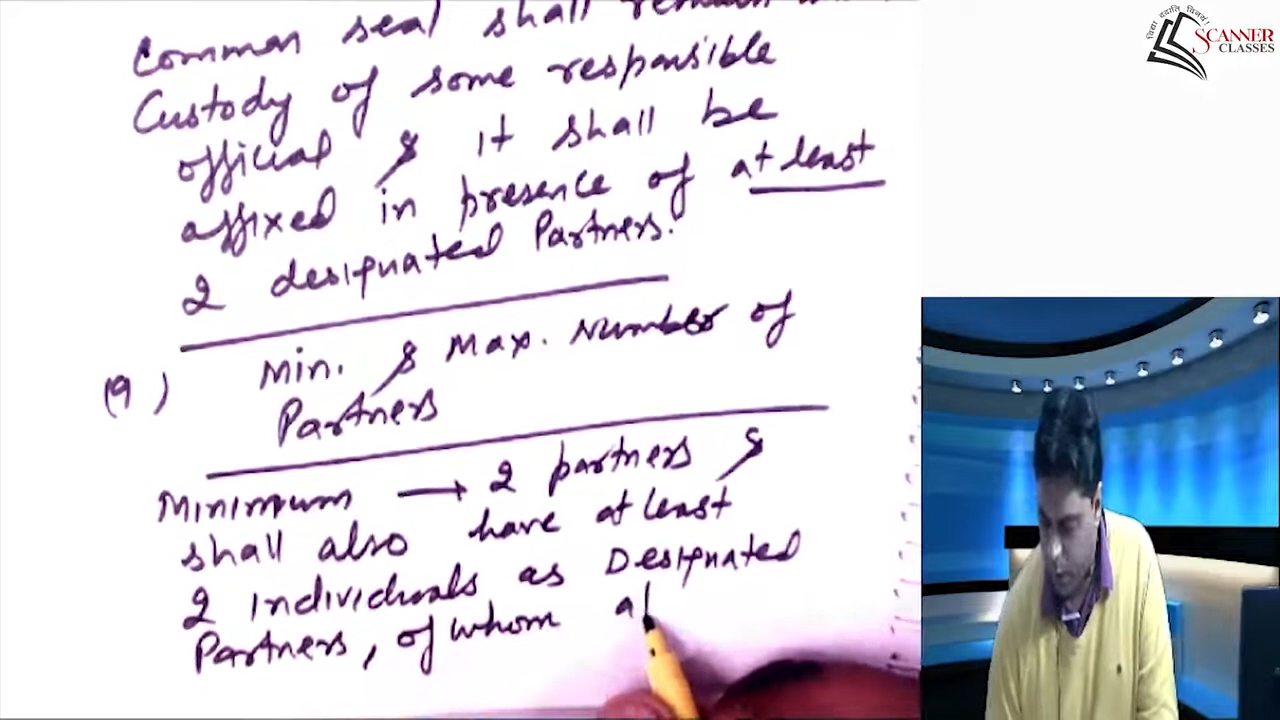 Common seal shall remain
Custody of some responsible
official & it shall be
affixed in presence of at least
2 designated Partners.
(9) Min. & Max. Number of
Partners
Minimum → 2 partners &
shall also have at least
2 individuals as Designated
Partners, of whom at
SCANNER
CLASSES